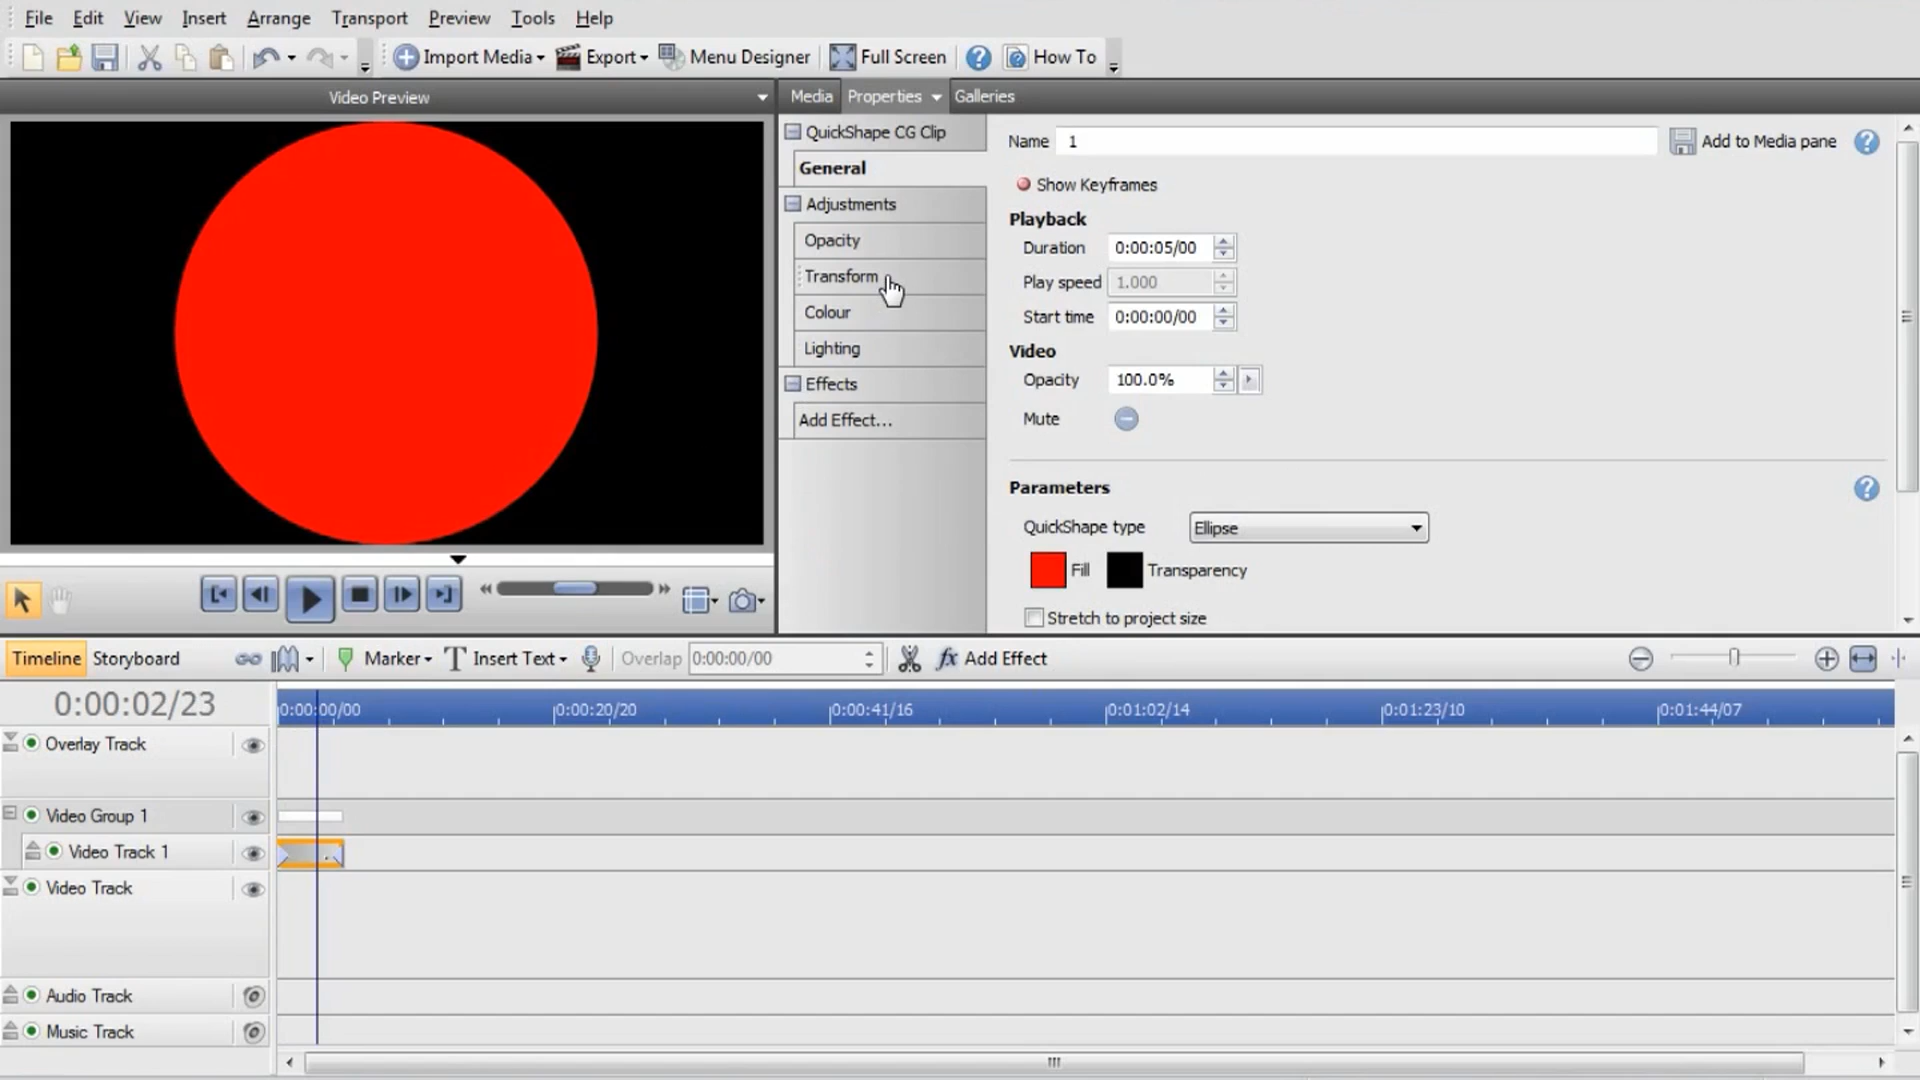 File Edit View Insert Arrange Transport Preview Tools Help
Import Media Export Menu Designer Full Screen How To
Video Preview
Media Properties Galleries
QuickShape CG Clip
General
Adjustments
Opacity
Transform
Colour
Lighting
Effects
Add Effect...
Name 1 Add to Media pane
Show Keyframes
Playback
Duration 0:00:05/00
Play speed 1.000
Start time 0:00:00/00
Video
Opacity 100.0%
Mute
Parameters
QuickShape type Ellipse
Fill Transparency
Stretch to project size
Timeline Storyboard Marker Insert Text Overlap 0:00:00/00 fx Add Effect
0:00:02/23 0:00:00/00 0:00:20/20 0:00:41/16 0:01:02/14 0:01:23/10 0:01:44/07
Overlay Track
Video Group 1
Video Track 1
Video Track
Audio Track
Music Track